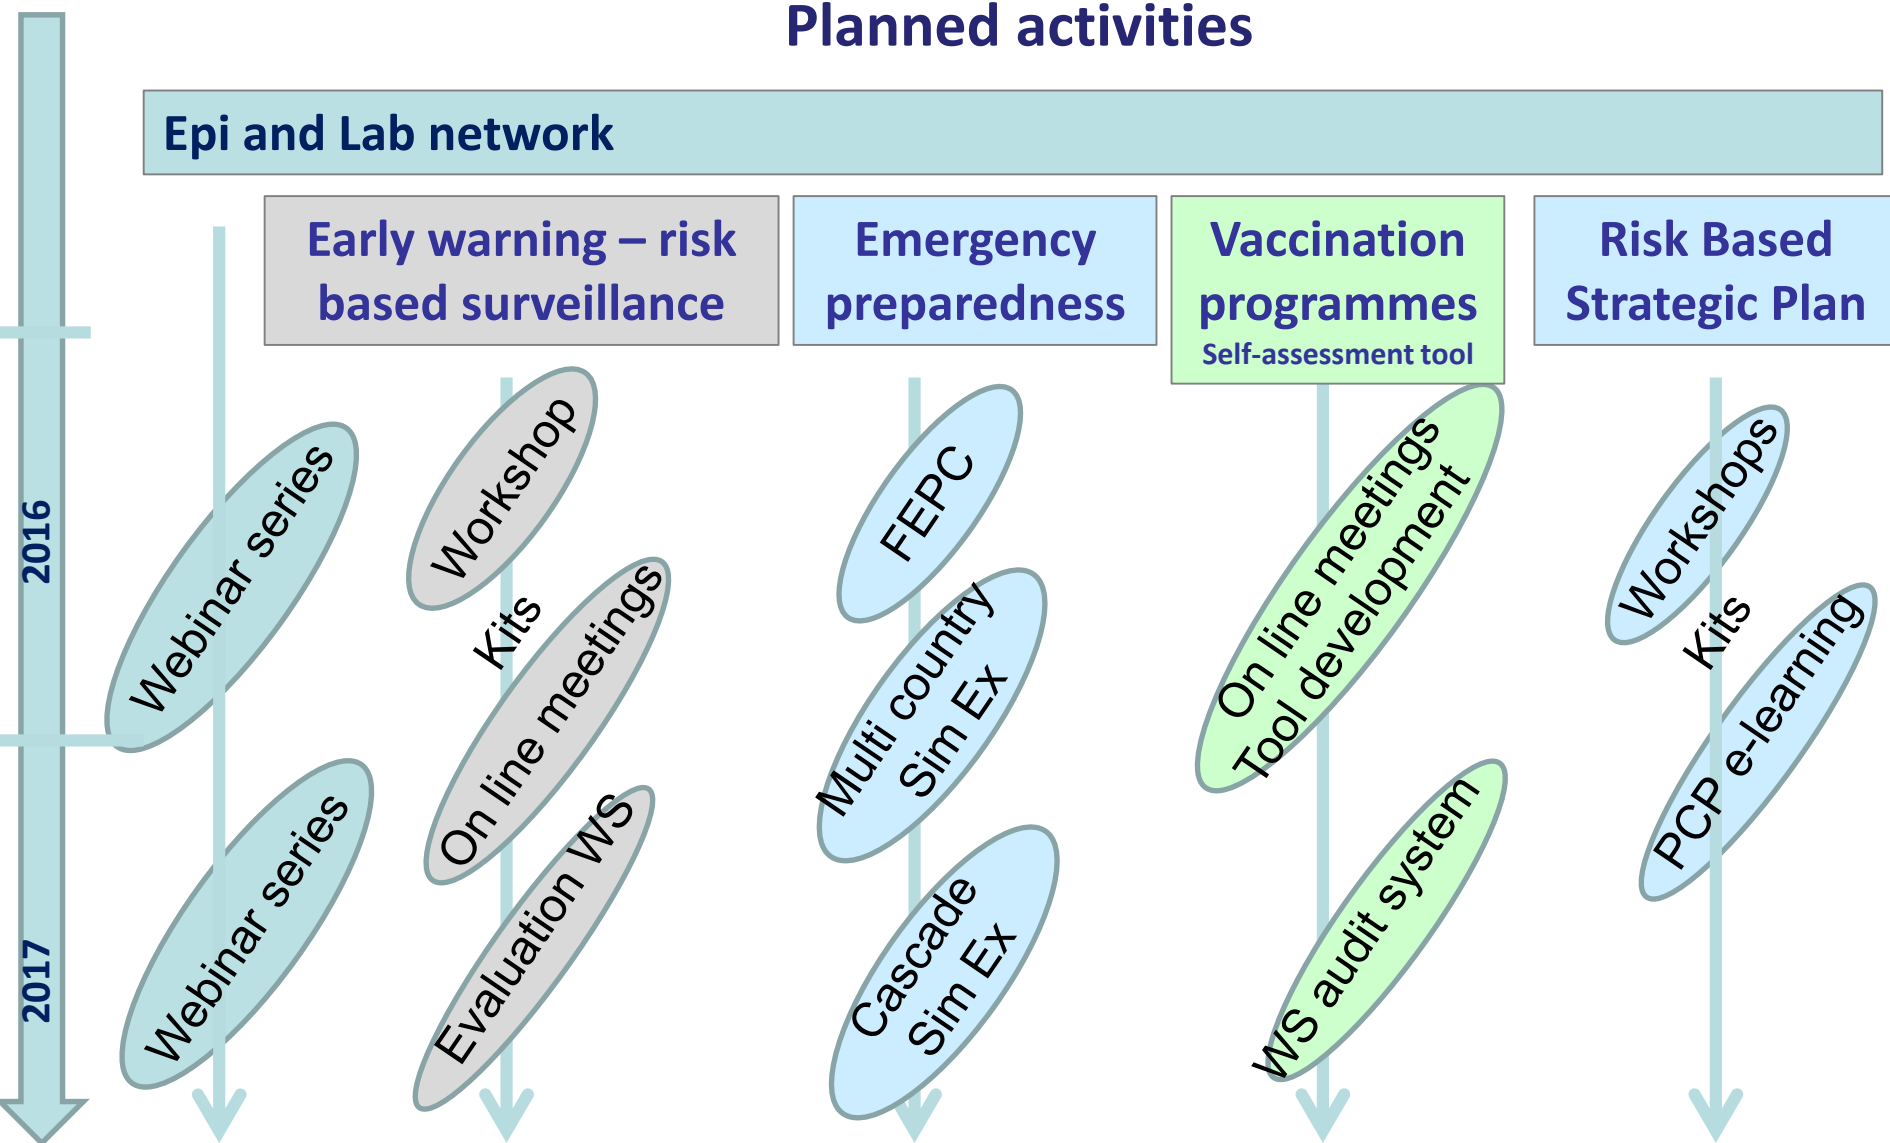 Planned activities
Epi and Lab network
Early warning – risk
based surveillance
Emergency
preparedness
Vaccination
programmes
Self-assessment tool
Risk Based
Strategic Plan
2016
2017
Webinar series
Webinar series
Workshop
Kits
On line meetings
Evaluation WS
FEPC
Multi country
Sim Ex
Cascade
Sim Ex
On line meetings
Tool development
WS audit system
Workshops
Kits
PCP e-learning